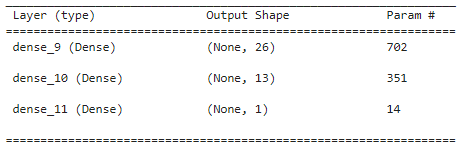 Layer (type) Output Shape Param #
=================================================================
dense_9 (Dense) (None, 26) 702
dense_10 (Dense) (None, 13) 351
dense_11 (Dense) (None, 1) 14
=================================================================